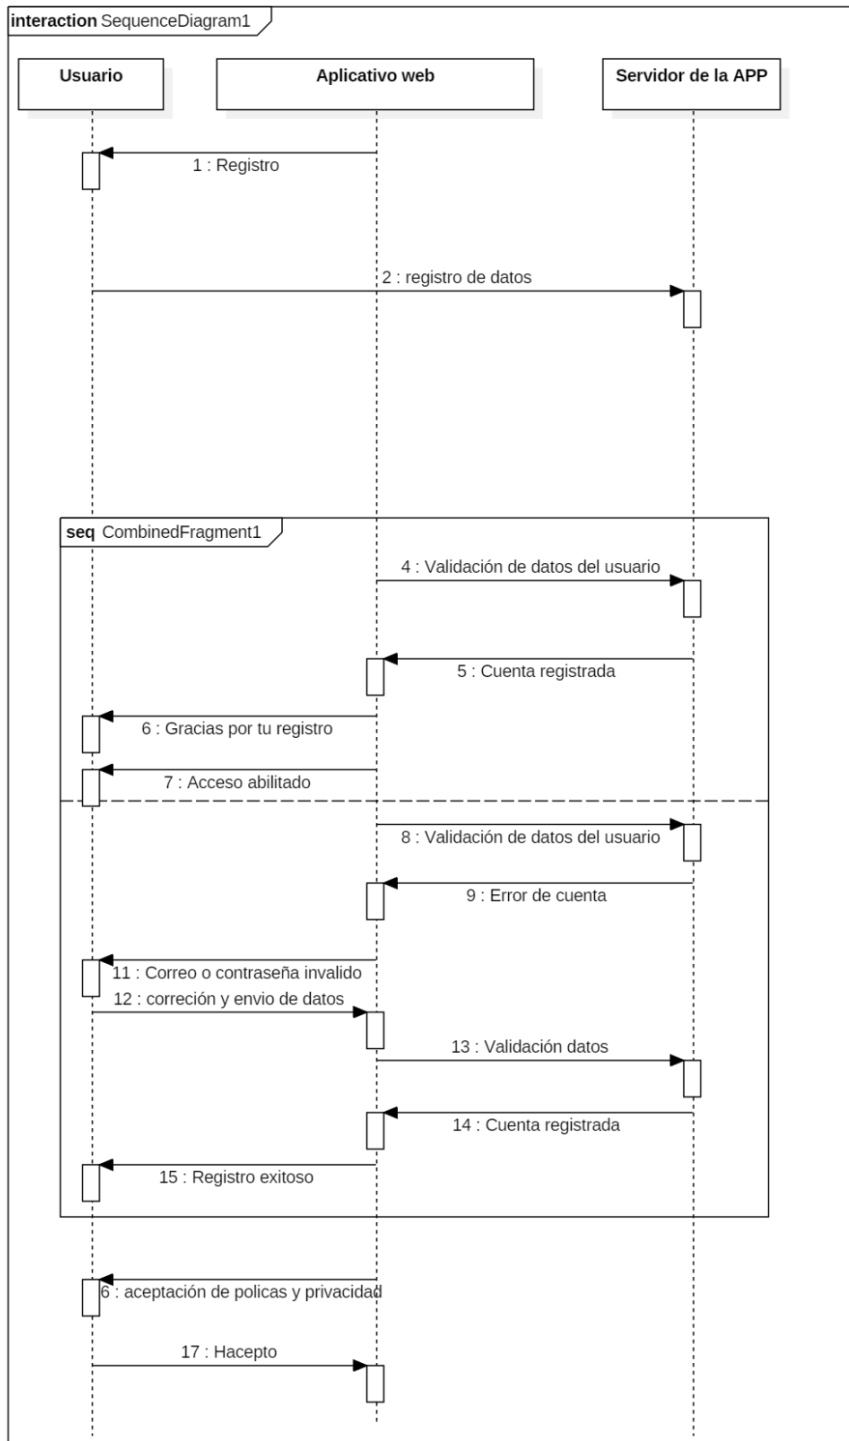 interaction SequenceDiagram1
Usuario
Aplicativo web
Servidor de la APP
1 : Registro
2 : registro de datos
seq CombinedFragment1
4 : Validación de datos del usuario
5 : Cuenta registrada
6 : Gracias por tu registro
7 : Acceso abilitado
8 : Validación de datos del usuario
9 : Error de cuenta
11 : Correo o contraseña invalido
12 : correción y envio de datos
13 : Validación datos
14 : Cuenta registrada
15 : Registro exitoso
6 : aceptación de policas y privacidad
17 : Hacepto